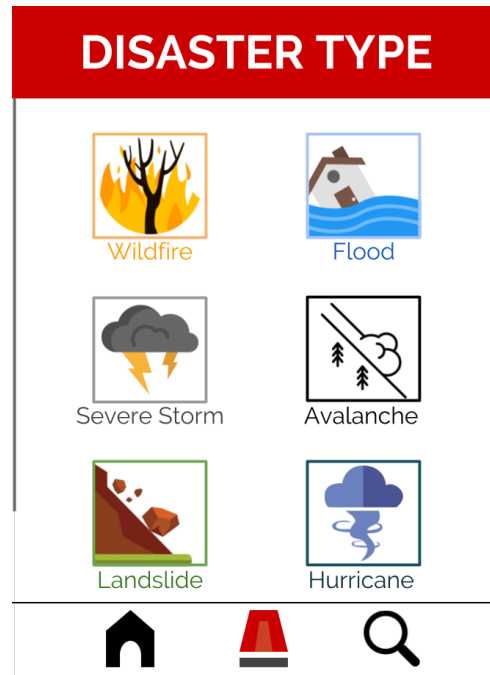 DISASTER TYPE
Wildfire
Flood
Severe Storm
Avalanche
Landslide
Hurricane